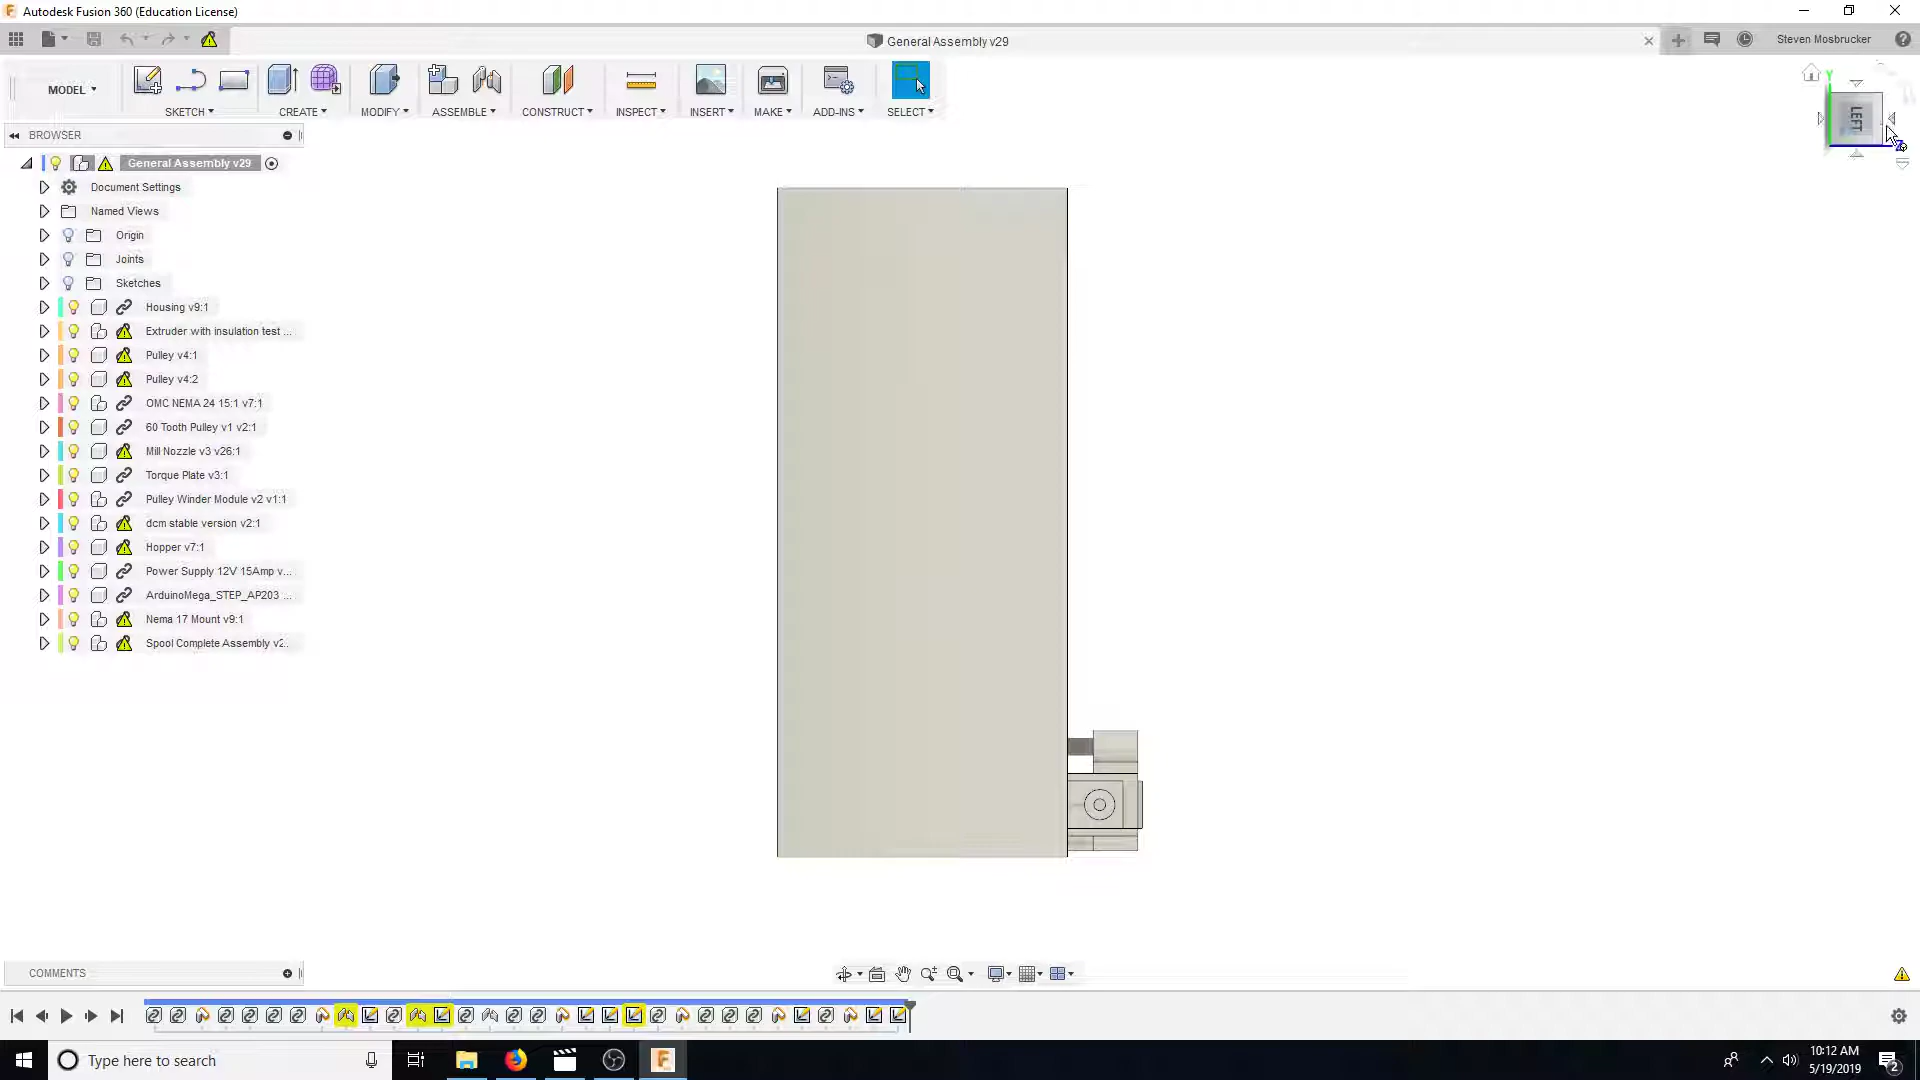 Autodesk Fusion 360 (Education License)
General Assembly v29
Steven Mosbrucker
MODEL
SKETCH
CREATE
MODIFY
ASSEMBLE
CONSTRUCT
INSPECT
INSERT
MAKE
ADD-INS
SELECT
Y
LEFT
BROWSER
General Assembly v29
Document Settings
Named Views
Origin
Joints
Sketches
Housing v9:1
Extruder with insulation test ...
Pulley v4:1
Pulley v4:2
OMC NEMA 24 15:1 v7:1
60 Tooth Pulley v1 v2:1
Mill Nozzle v3 v26:1
Torque Plate v3:1
Pulley Winder Module v2 v1:1
dcm stable version v2:1
Hopper v7:1
Power Supply 12V 15Amp v...
ArduinoMega_STEP_AP203 ...
Nema 17 Mount v9:1
Spool Complete Assembly v2..
COMMENTS
Type here to search
10:12 AM
5/19/2019
2